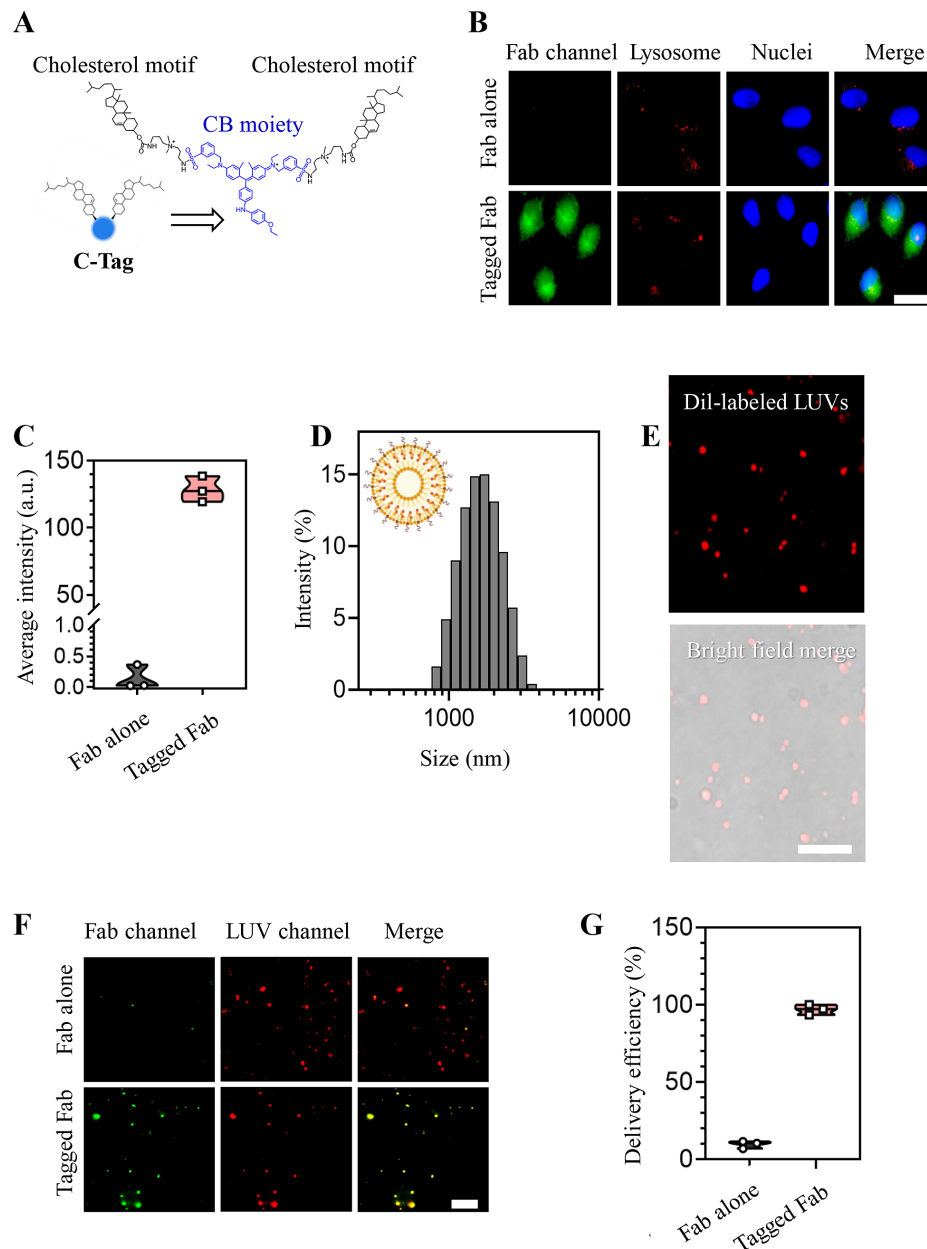 A
Cholesterol motif
Cholesterol motif
CB moiety
C-Tag
B
Fab channel
Lysosome
Nuclei
Merge
Fab alone
Tagged Fab
C
Average intensity (a.u.)
150
100
50
1.0
0.5
0.0
Fab alone
Tagged Fab
D
Intensity (%)
15
10
5
0
1000
10000
Size (nm)
E
Dil-labeled LUVs
Bright field merge
F
Fab channel
LUV channel
Merge
Fab alone
Tagged Fab
G
Delivery efficiency (%)
150
100
50
0
Fab alone
Tagged Fab